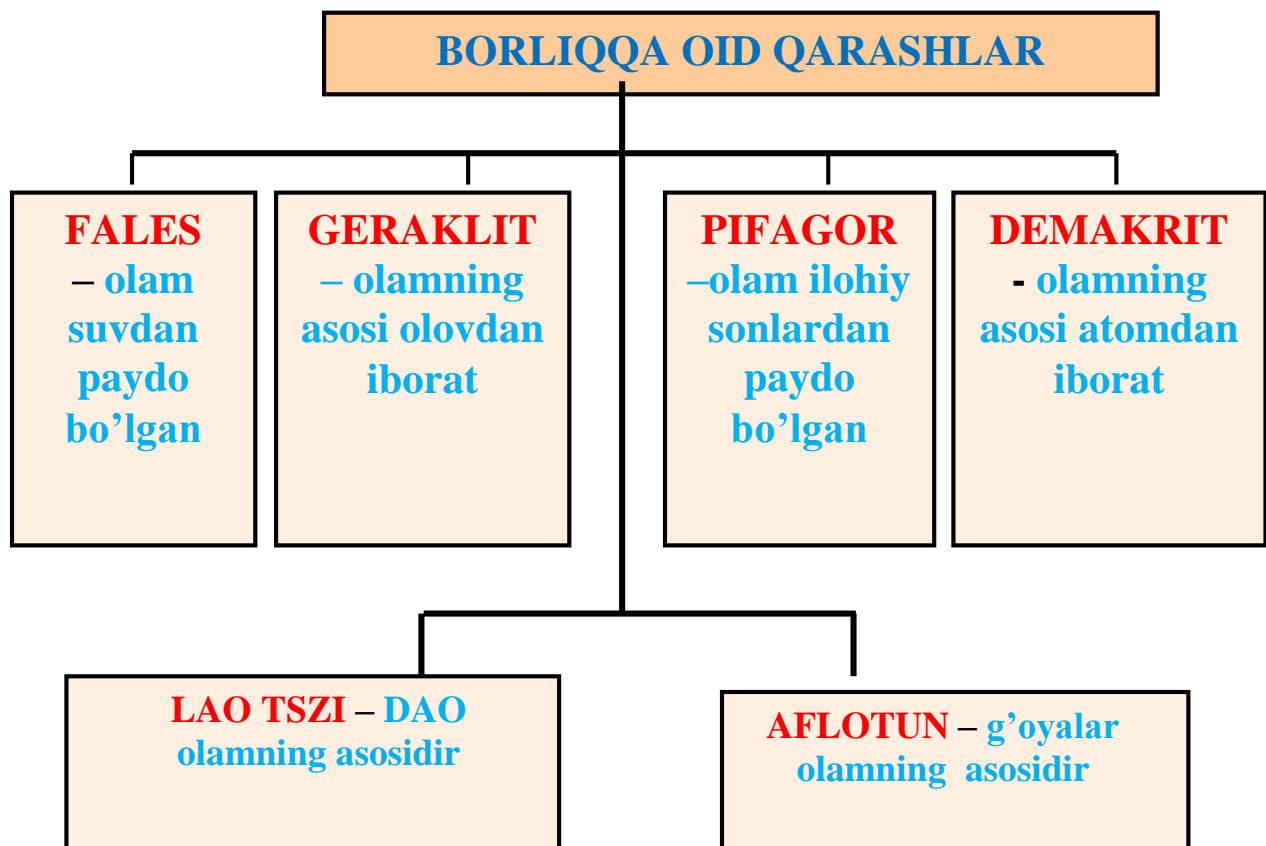 BORLIQQA OID QARASHLAR
FALES
– olam
suvdan
paydo
bo’lgan
GERAKLIT
– olamning
asosi olovdan
iborat
PIFAGOR
–olam ilohiy
sonlardan
paydo
bo’lgan
DEMAKRIT
- olamning
asosi atomdan
iborat
LAO TSZI – DAO
olamning asosidir
AFLOTUN – g’oyalar
olamning asosidir